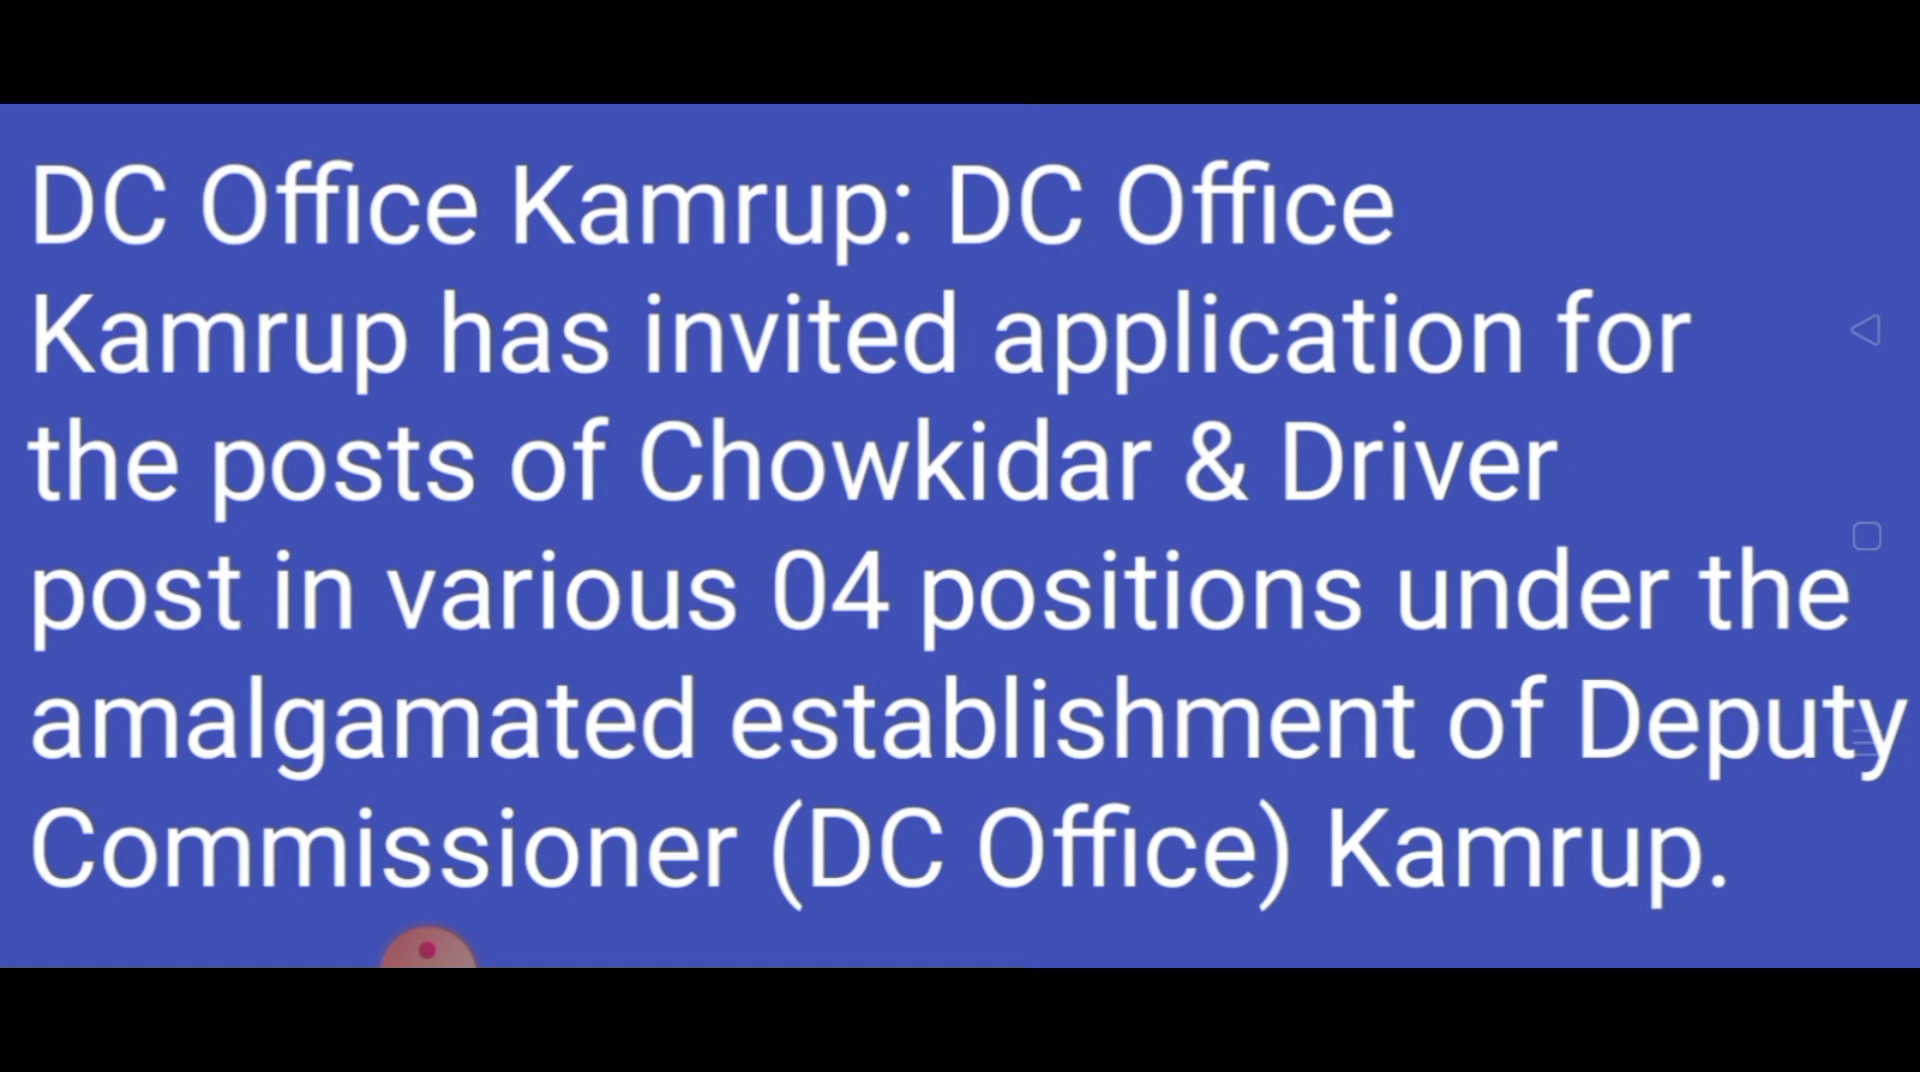 DC Office Kamrup: DC Office
Kamrup has invited application for
the posts of Chowkidar & Driver
post in various 04 positions under the
amalgamated establishment of Deputy
Commissioner (DC Office) Kamrup.